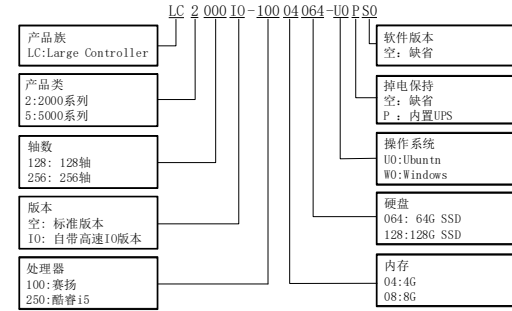 LC 2 000 IO-100 04 064-U0 P S0
产品族
LC:Large Controller
产品类
2:2000系列
5:5000系列
轴数
128: 128轴
256: 256轴
版本
空: 标准版本
IO: 自带高速IO版本
处理器
100:赛扬
250:酷睿i5
软件版本
空: 缺省
掉电保持
空: 缺省
P : 内置UPS
操作系统
U0:Ubuntn
W0:Windows
硬盘
064: 64G SSD
128:128G SSD
内存
04:4G
08:8G